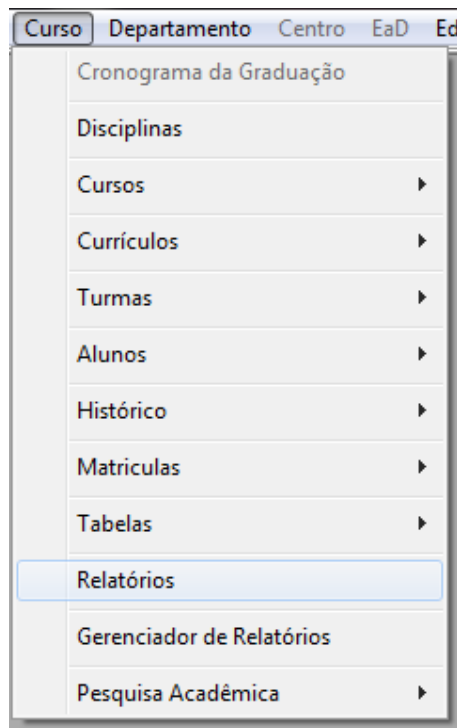 Curso Departamento Centro EaD Ed
Cronograma da Graduação
Disciplinas
Cursos
Currículos
Turmas
Alunos
Histórico
Matriculas
Tabelas
Relatórios
Gerenciador de Relatórios
Pesquisa Acadêmica